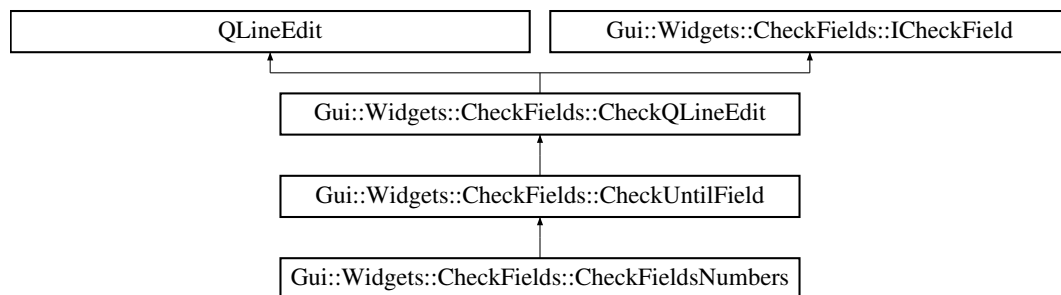 QLineEdit
Gui::Widgets::CheckFields::ICheckField
Gui::Widgets::CheckFields::CheckQLineEdit
Gui::Widgets::CheckFields::CheckUntilField
Gui::Widgets::CheckFields::CheckFieldsNumbers